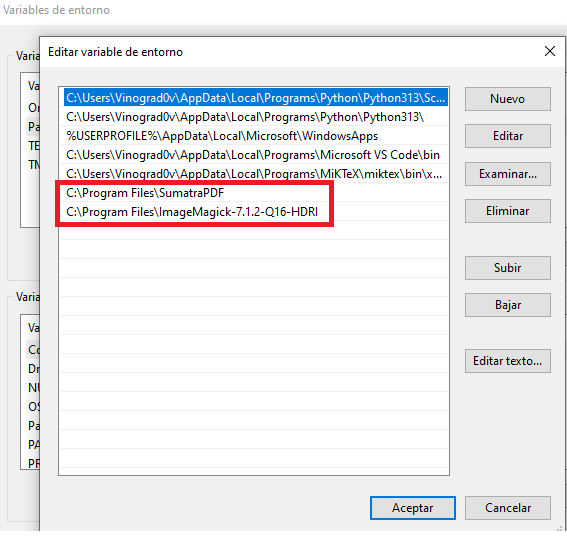 Variables de entorno
Editar variable de entorno
C:\Users\Vinograd0v\AppData\Local\Programs\Python\Python313\Sc...
C:\Users\Vinograd0v\AppData\Local\Programs\Python\Python313\
%USERPROFILE%\AppData\Local\Microsoft\WindowsApps
C:\Users\Vinograd0v\AppData\Local\Programs\Microsoft VS Code\bin
C:\Users\Vinograd0v\AppData\Local\Programs\MiKTeX\miktex\bin\x...
C:\Program Files\SumatraPDF
C:\Program Files\ImageMagick-7.1.2-Q16-HDRI
Nuevo
Editar
Examinar...
Eliminar
Subir
Bajar
Editar texto...
Aceptar
Cancelar
Varia
Va
On
Pa
TE
TN
Varia
Va
Co
Dr
NU
OS
Pa
PA
PR